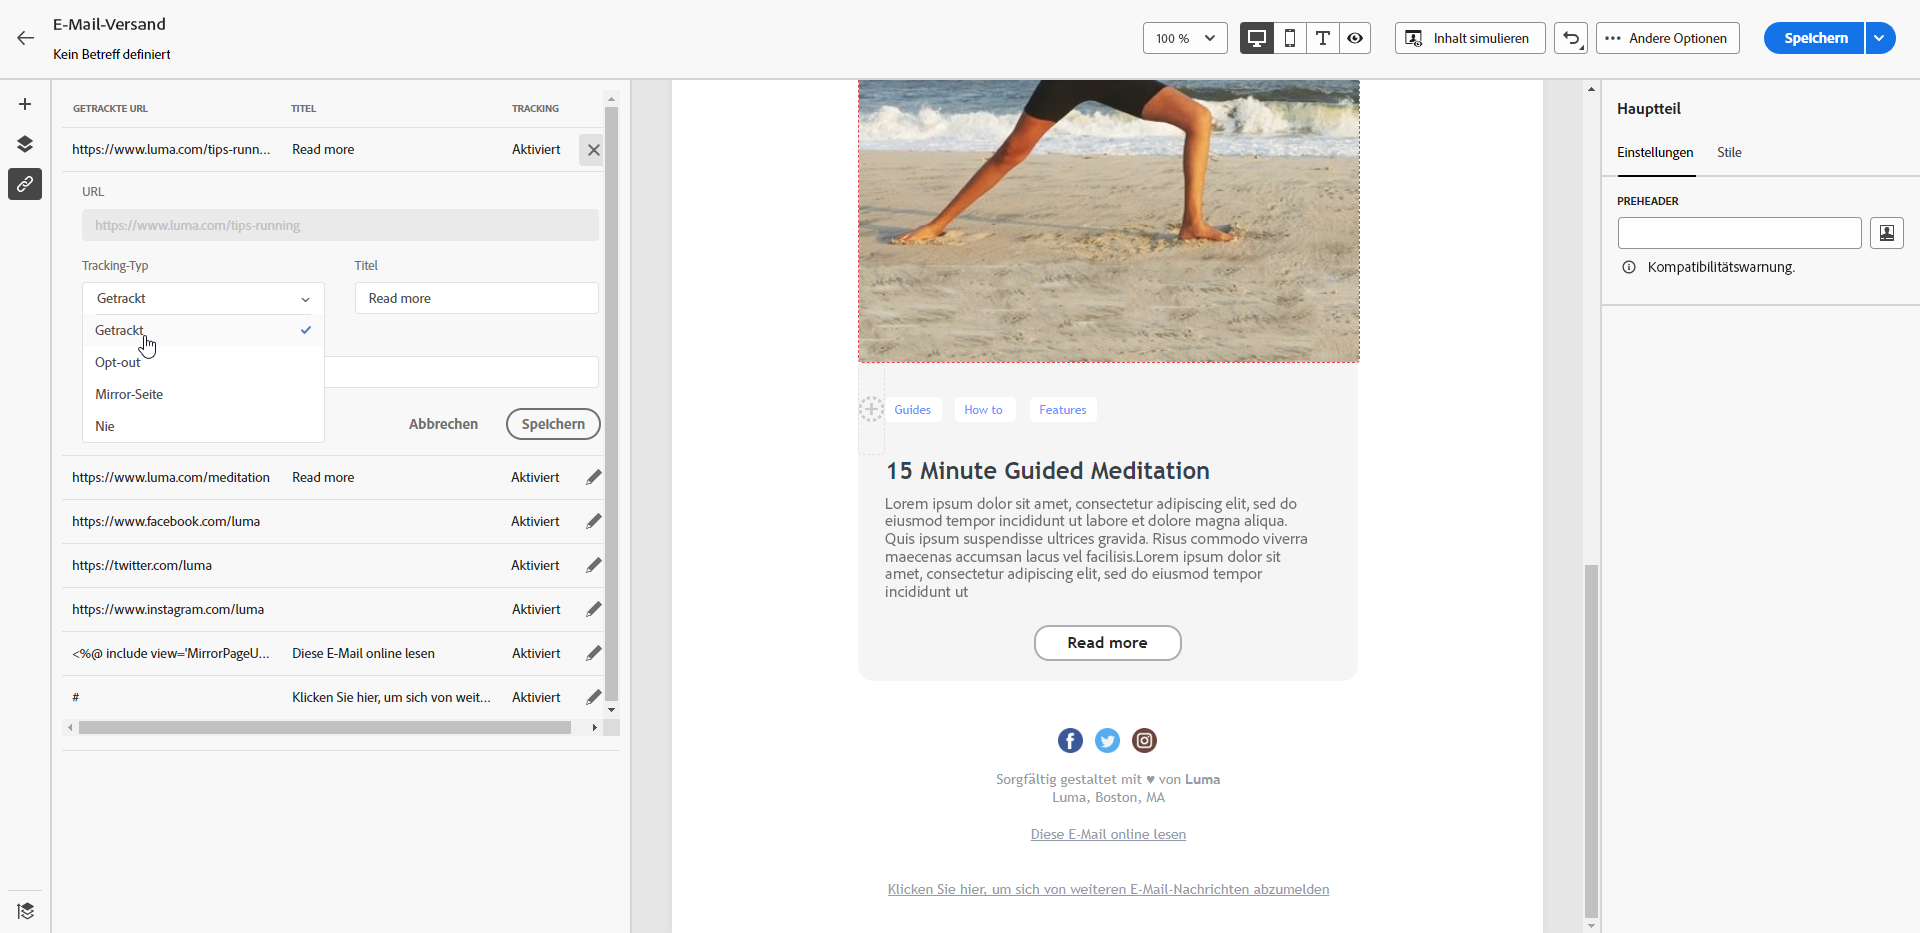 E-Mail-Versand
Kein Betreff definiert
100 %
Inhalt simulieren
Andere Optionen
Speichern
GETRACKTE URL
TITEL
TRACKING
https://www.luma.com/tips-runn...
Read more
Aktiviert
URL
https://www.luma.com/tips-running
Tracking-Typ
Titel
Getrackt
Read more
Getrackt
Opt-out
Mirror-Seite
Nie
Abbrechen
Speichern
https://www.luma.com/meditation
Read more
Aktiviert
https://www.facebook.com/luma
Aktiviert
https://twitter.com/luma
Aktiviert
https://www.instagram.com/luma
Aktiviert
<%@ include view='MirrorPageU...
Diese E-Mail online lesen
Aktiviert
#
Klicken Sie hier, um sich von weit...
Aktiviert
Guides
How to
Features
15 Minute Guided Meditation
Lorem ipsum dolor sit amet, consectetur adipiscing elit, sed do
eiusmod tempor incididunt ut labore et dolore magna aliqua.
Quis ipsum suspendisse ultrices gravida. Risus commodo viverra
maecenas accumsan lacus vel facilisis.Lorem ipsum dolor sit
amet, consectetur adipiscing elit, sed do eiusmod tempor
incididunt ut
Read more
Sorgfältig gestaltet mit ♥ von Luma
Luma, Boston, MA
Diese E-Mail online lesen
Klicken Sie hier, um sich von weiteren E-Mail-Nachrichten abzumelden
Hauptteil
Einstellungen
Stile
PREHEADER
Kompatibilitätswarnung.